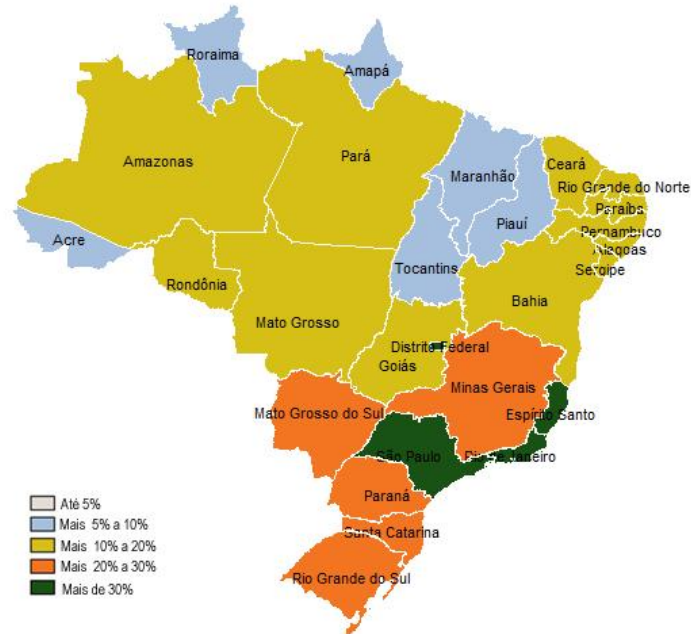 Roraima
Amapá
Amazonas
Pará
Maranhão
Ceará
Rio Grande do Norte
Paraíba
Piauí
Pernambuco
Acre
Alagoas
Tocantins
Sergipe
Rondônia
Bahia
Mato Grosso
Distrito Federal
Goiás
Minas Gerais
Mato Grosso do Sul
Espírito Santo
São Paulo
Rio de Janeiro
Paraná
Santa Catarina
Rio Grande do Sul
Até 5%
Mais 5% a 10%
Mais 10% a 20%
Mais 20% a 30%
Mais de 30%